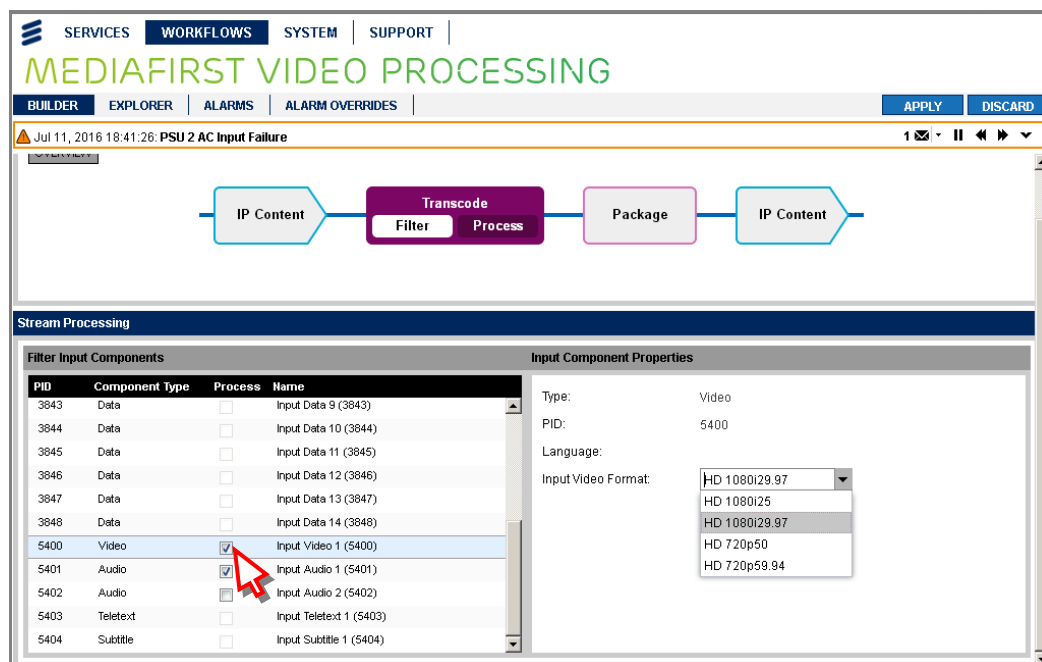 SERVICES WORKFLOWS SYSTEM SUPPORT
MEDIAFIRST VIDEO PROCESSING
BUILDER EXPLORER ALARMS ALARM OVERRIDES APPLY DISCARD
Jul 11, 2016 18:41:26: PSU 2 AC Input Failure 1
OVERVIEW
IP Content Transcode Package IP Content
Filter Process
Stream Processing
Filter Input Components Input Component Properties
PID Component Type Process Name
3843 Data Input Data 9 (3843)
3844 Data Input Data 10 (3844)
3845 Data Input Data 11 (3845)
3846 Data Input Data 12 (3846)
3847 Data Input Data 13 (3847)
3848 Data Input Data 14 (3848)
5400 Video Input Video 1 (5400)
5401 Audio Input Audio 1 (5401)
5402 Audio Input Audio 2 (5402)
5403 Teletext Input Teletext 1 (5403)
5404 Subtitle Input Subtitle 1 (5404)
Type: Video
PID: 5400
Language:
Input Video Format: HD 1080i29.97
HD 1080i25
HD 1080i29.97
HD 720p50
HD 720p59.94